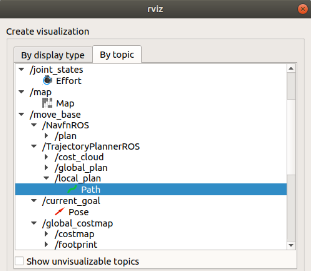 rviz
Create visualization
By display type
By topic
/joint_states
Effort
/map
Map
/move_base
/NavfnROS
/plan
/TrajectoryPlannerROS
/cost_cloud
/global_plan
/local_plan
Path
/current_goal
Pose
/global_costmap
/costmap
/footprint
Show unvisualizable topics